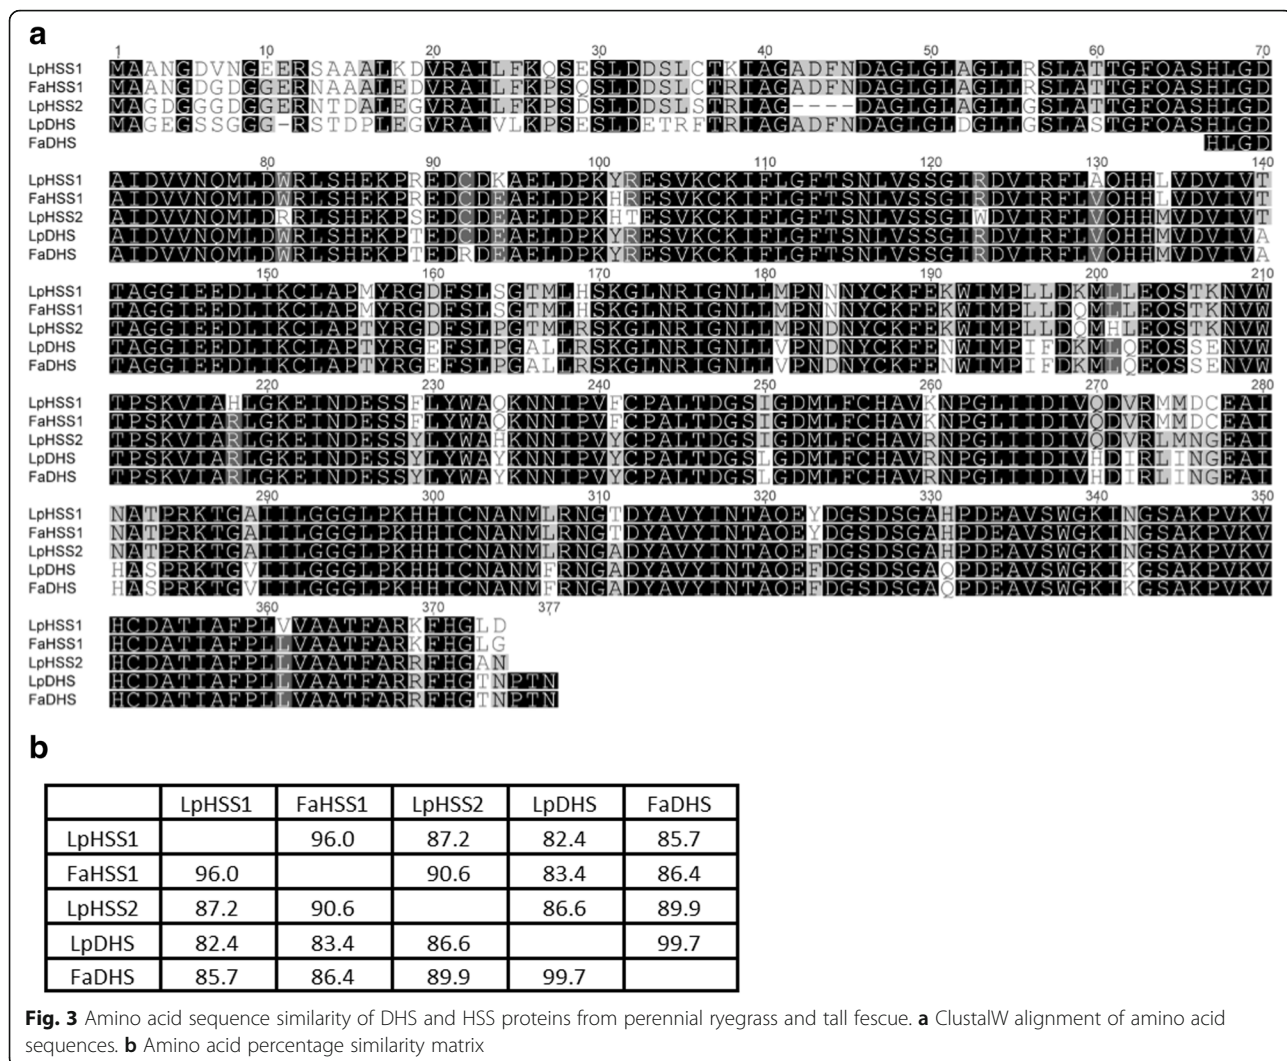 a
1 10 20 30 40 50 60 70
LpHSS1 MAANGDVNGEERSAAALKDVRAILFKQSESLDDSLCTKIAGADFNDAGLGLAGLLRSLATTGFQASHLGD
FaHSS1 MAANGDGDGGERNAAALEDVRAILFKPSQSLDDSLCTRIAGADFNDAGLGLAGLLRSLATTGFQASHLGD
LpHSS2 MAGDGGGDGGERNTDALEGVRAILFKPSDSLDDSLSTRIAG----DAGLGLAGLLGSLATTGFQASHLGD
LpDHS MAGEGSSGGG-RSTDPLEGVRAVLFKPSESLDETRFTRIAGADFNDAGLGLDGLLGSLASTGFQASHLGD
FaDHS HLGD
80 90 100 110 120 130 140
LpHSS1 AIDVVNQMLDWRLSHEKPREDCDKAELDPKYRESVKCKIFLGFTSNLVSSGIRDVIRFLAQHHLVDVIVT
FaHSS1 AIDVVNQMLDWRLSHEKPREDCDEAELDPKHRESVKCKIFLGFTSNLVSSGIRDVIRFLVQHHLVDVIVT
LpHSS2 AIDVVNQMLDRRLSHEKPSEDCDEAELDPKHTESVKCKIFLGFTSNLVSSGIWDVIRFLVQHHMVDVIVT
LpDHS AIDVVNQMLDWRLSHEKPTEDCDEAELDPKYRESVKCKIFLGFTSNLVSSGIRDVIRFLVQHHMVDVIVA
FaDHS AIDVVNQMLDWRLSHEKPTEDRDEAELDPKYRESVKCKIFLGFTSNLVSSGIRDVIRFLVQHHMVDVIVA
150 160 170 180 190 200 210
LpHSS1 TAGGIEEDLIKCLAPMYRGDFSLSGTMLHSKGLNRIGNLLMPNNNYCKFEKWIMPLLDKMLLEQSTKNVW
FaHSS1 TAGGIEEDLIKCLAPMYRGDFSLSGTMLHSKGLNRIGNLLMPNNNYCKFEKWIMPLLDQMLLEQSTKNVW
LpHSS2 TAGGIEEDLIKCLAPTYRGDFSLPGTMLRSKGLNRIGNLLMPNDNYCKFEKWIMPLLDQMHLEQSTKNVW
LpDHS TAGGIEEDLIKCLAPTYRGEFSLPGALLRSKGLNRIGNLLVPNDNYCKFENWIMPIFDKMLQEQSSENVW
FaDHS TAGGIEEDLIKCLAPTYRGEFSLPGALLRSKGLNRIGNLLVPNDNYCKFENWIMPIFDKMLQEQSSENVW
220 230 240 250 260 270 280
LpHSS1 TPSKVIAHLGKEINDESSFLYWAQKNNIPVFCPALTDGSIGDMLFCHAVKNPGLIIDIVQDVRMMDCEAI
FaHSS1 TPSKVIARLGKEINDESSFLYWAQKNNIPVFCPALTDGSIGDMLFCHAVKNPGLIIDIVQDVRMMDCEAI
LpHSS2 TPSKVIARLGKEINDESSYLYWAHKNNIPVYCPALTDGSIGDMLFCHAVRNPGLIIDIVQDVRLMNGEAI
LpDHS TPSKVIARLGKEINDESSYLYWAYKNNIPVYCPALTDGSLGDMLFCHAVRNPGLIIDIVHDIRLINGEAI
FaDHS TPSKVIARLGKEINDESSYLYWAYKNNIPVYCPALTDGSLGDMLFCHAVRNPGLIIDIVHDIRLINGEAI
290 300 310 320 330 340 350
LpHSS1 NATPRKTGAIILGGGLPKHHICNANMLRNGTDYAVYINTAQEYDGSDSGAHPDEAVSWGKINGSAKPVKV
FaHSS1 NATPRKTGAIILGGGLPKHHICNANMLRNGTDYAVYINTAQEYDGSDSGAHPDEAVSWGKINGSAKPVKV
LpHSS2 NATPRKTGAIILGGGLPKHHICNANMLRNGADYAVYINTAQEFDGSDSGAHPDEAVSWGKINGSAKPVKV
LpDHS HASPRKTGVIILGGGLPKHHICNANMFRNGADYAVYINTAQEFDGSDSGAQPDEAVSWGKIKGSAKPVKV
FaDHS HASPRKTGVIILGGGLPKHHICNANMFRNGADYAVYINTAQEFDGSDSGAQPDEAVSWGKIKGSAKPVKV
360 370 377
LpHSS1 HCDATIAFPLVVAATFARKFHGLD
FaHSS1 HCDATIAFPLLVAATFARKFHGLG
LpHSS2 HCDATIAFPLLVAATFARRFHGAN
LpDHS HCDATIAFPLLVAATFARRFHGTNPTN
FaDHS HCDATIAFPLLVAATFARRFHGTNPTN
b
LpHSS1 FaHSS1 LpHSS2 LpDHS FaDHS
LpHSS1 96.0 87.2 82.4 85.7
FaHSS1 96.0 90.6 83.4 86.4
LpHSS2 87.2 90.6 86.6 89.9
LpDHS 82.4 83.4 86.6 99.7
FaDHS 85.7 86.4 89.9 99.7
Fig. 3 Amino acid sequence similarity of DHS and HSS proteins from perennial ryegrass and tall fescue. a ClustalW alignment of amino acid
sequences. b Amino acid percentage similarity matrix